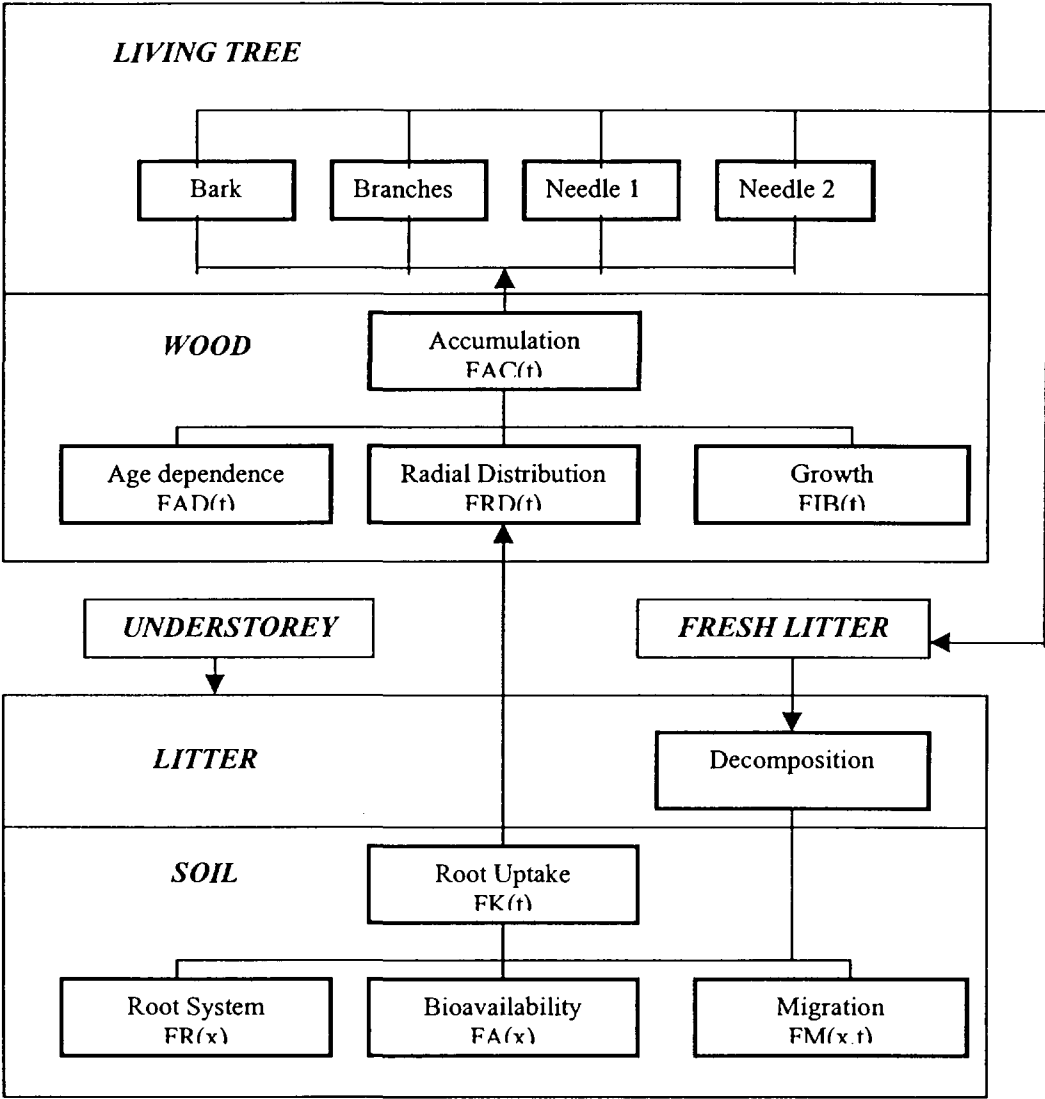 LIVING TREE
Bark
Branches
Needle 1
Needle 2
WOOD
Accumulation
FAC(t)
Age dependence
FAD(t)
Radial Distribution
FRD(t)
Growth
FIB(t)
UNDERSTOREY
FRESH LITTER
LITTER
Decomposition
SOIL
Root Uptake
FK(t)
Root System
FR(x)
Bioavailability
FA(x)
Migration
FM(x,t)